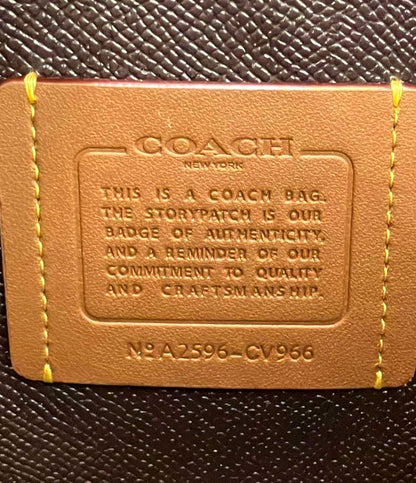 COACH
NEW YORK
THIS IS A COACH BAG.
THE STORYPATCH IS OUR
BADGE OF AUTHENTICITY,
AND A REMINDER OF OUR
COMMITMENT TO QUALITY
AND CRAFTSMANSHIP.
Nº A2596-CV966